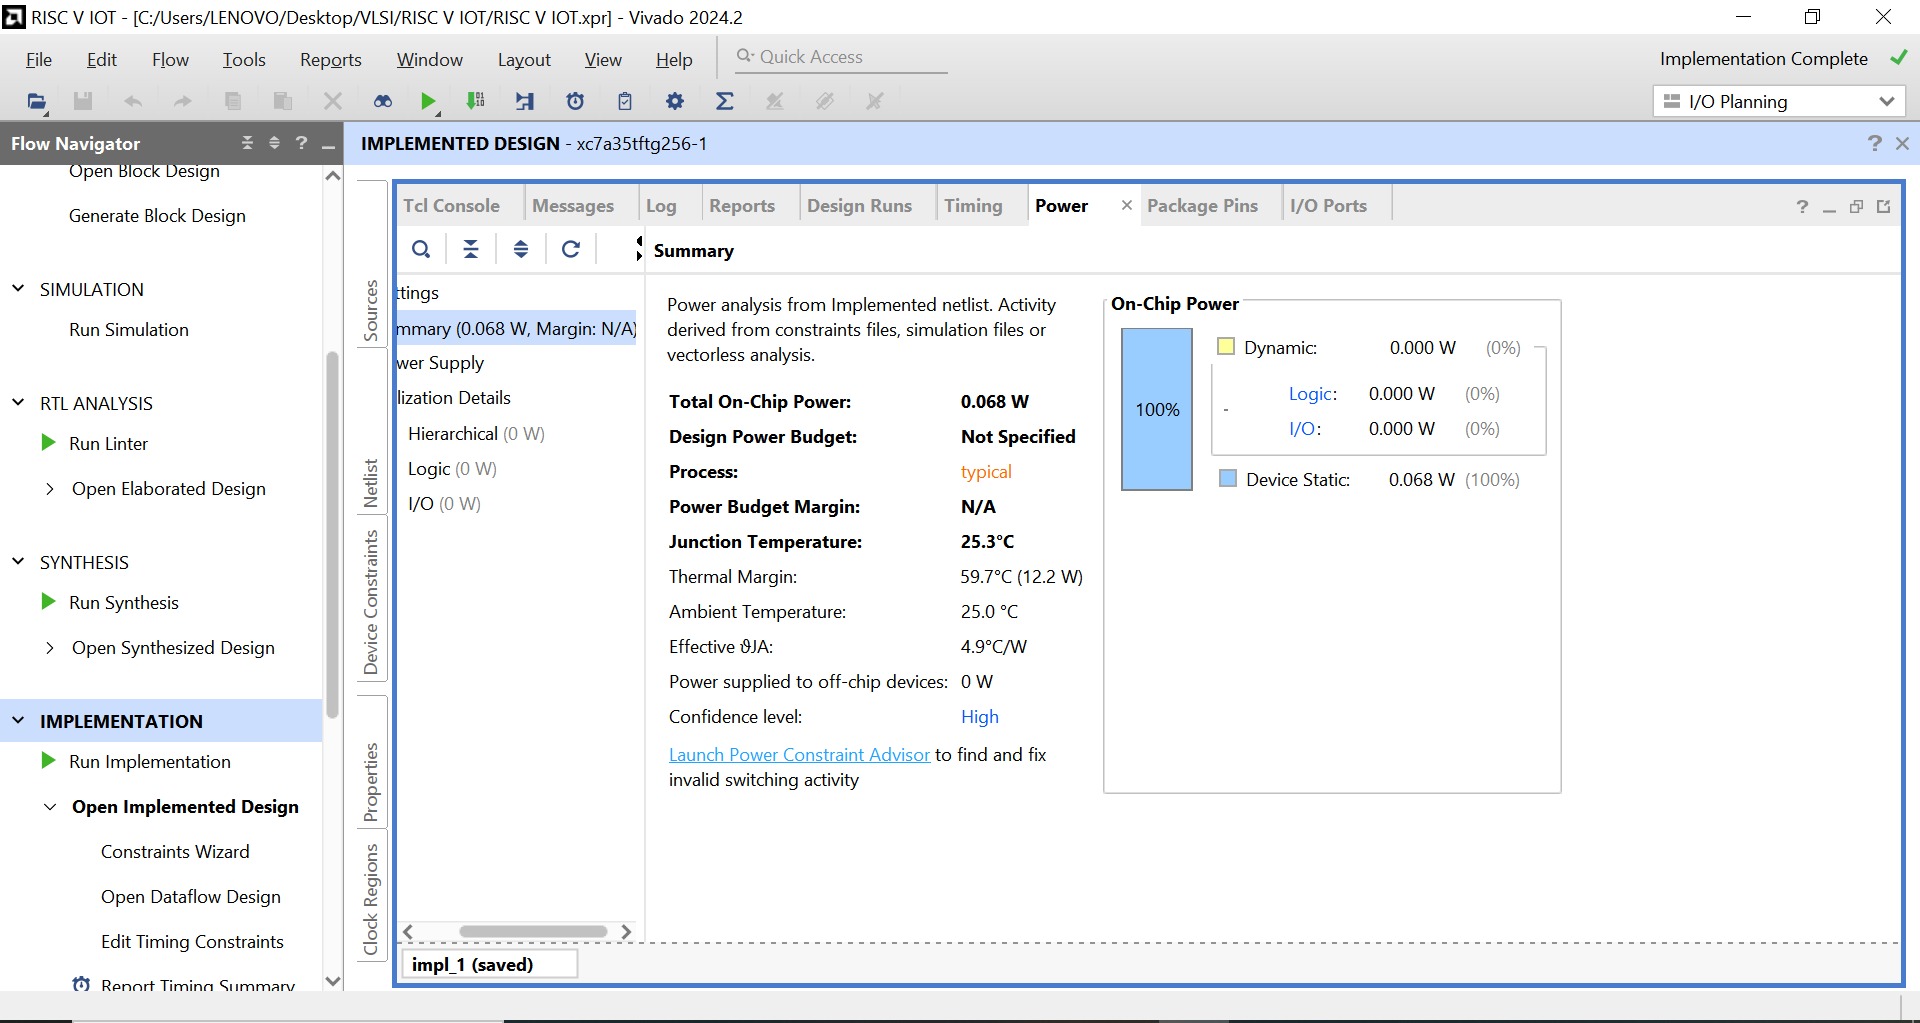 RISC V IOT - [C:/Users/LENOVO/Desktop/VLSI/RISC V IOT/RISC V IOT.xpr] - Vivado 2024.2
File Edit Flow Tools Reports Window Layout View Help Quick Access Implementation Complete
I/O Planning
Flow Navigator ? IMPLEMENTED DESIGN - xc7a35tftg256-1 ?
Open Block Design
Generate Block Design
SIMULATION
Run Simulation
RTL ANALYSIS
Run Linter
Open Elaborated Design
SYNTHESIS
Run Synthesis
Open Synthesized Design
IMPLEMENTATION
Run Implementation
Open Implemented Design
Constraints Wizard
Open Dataflow Design
Edit Timing Constraints
Report Timing Summary
Sources
Netlist
Device Constraints
Properties
Clock Regions
Tcl Console Messages Log Reports Design Runs Timing Power Package Pins I/O Ports ?
Summary
ttings
mmary (0.068 W, Margin: N/A)
wer Supply
lization Details
Hierarchical (0 W)
Logic (0 W)
I/O (0 W)
Power analysis from Implemented netlist. Activity
derived from constraints files, simulation files or
vectorless analysis.
Total On-Chip Power: 0.068 W
Design Power Budget: Not Specified
Process: typical
Power Budget Margin: N/A
Junction Temperature: 25.3°C
Thermal Margin: 59.7°C (12.2 W)
Ambient Temperature: 25.0 °C
Effective ϑJA: 4.9°C/W
Power supplied to off-chip devices: 0 W
Confidence level: High
Launch Power Constraint Advisor to find and fix
invalid switching activity
On-Chip Power
100%
Dynamic: 0.000 W (0%)
Logic: 0.000 W (0%)
-
I/O: 0.000 W (0%)
Device Static: 0.068 W (100%)
impl_1 (saved)